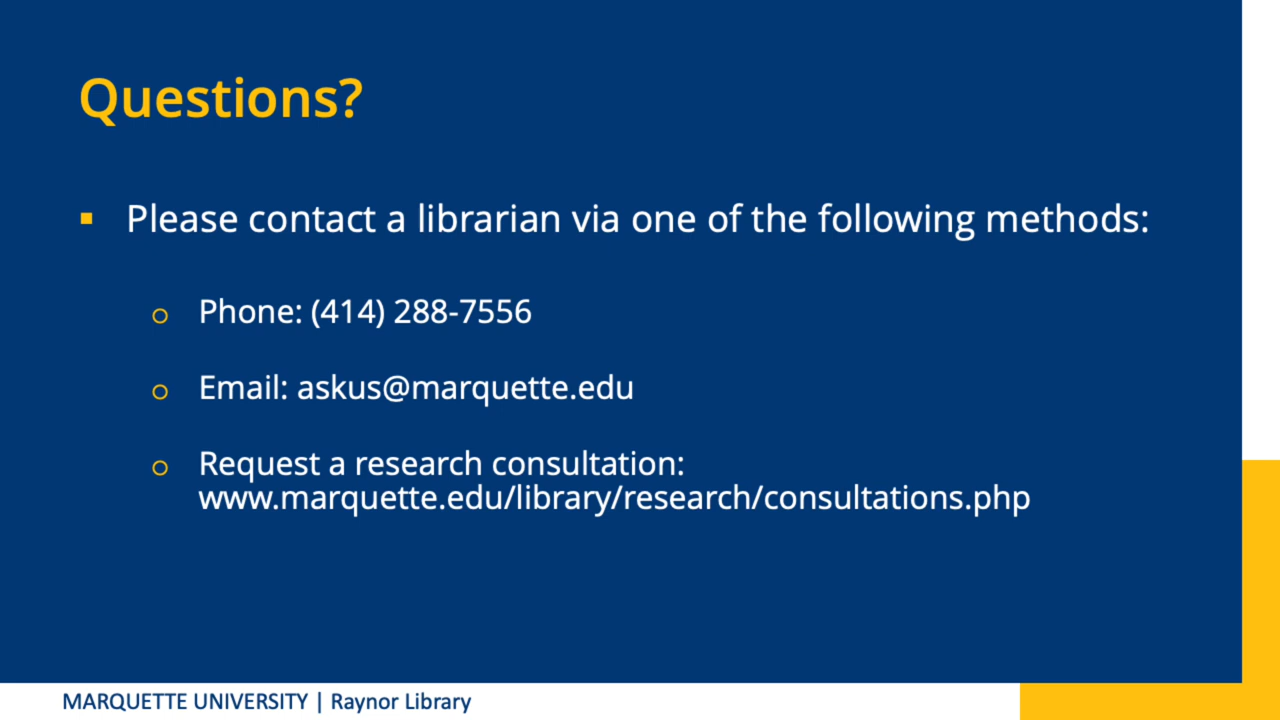 Questions?
Please contact a librarian via one of the following methods:
Phone: (414) 288-7556
Email: askus@marquette.edu
Request a research consultation:
www.marquette.edu/library/research/consultations.php
MARQUETTE UNIVERSITY | Raynor Library